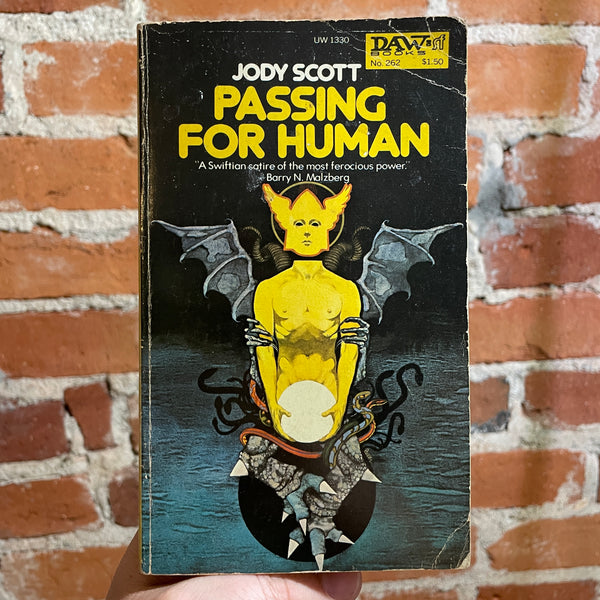 UW 1330
DAW sf
BOOKS
No. 262 $1.50
JODY SCOTT
PASSING
FOR HUMAN
"A Swiftian satire of the most ferocious power."
- Barry N. Malzberg